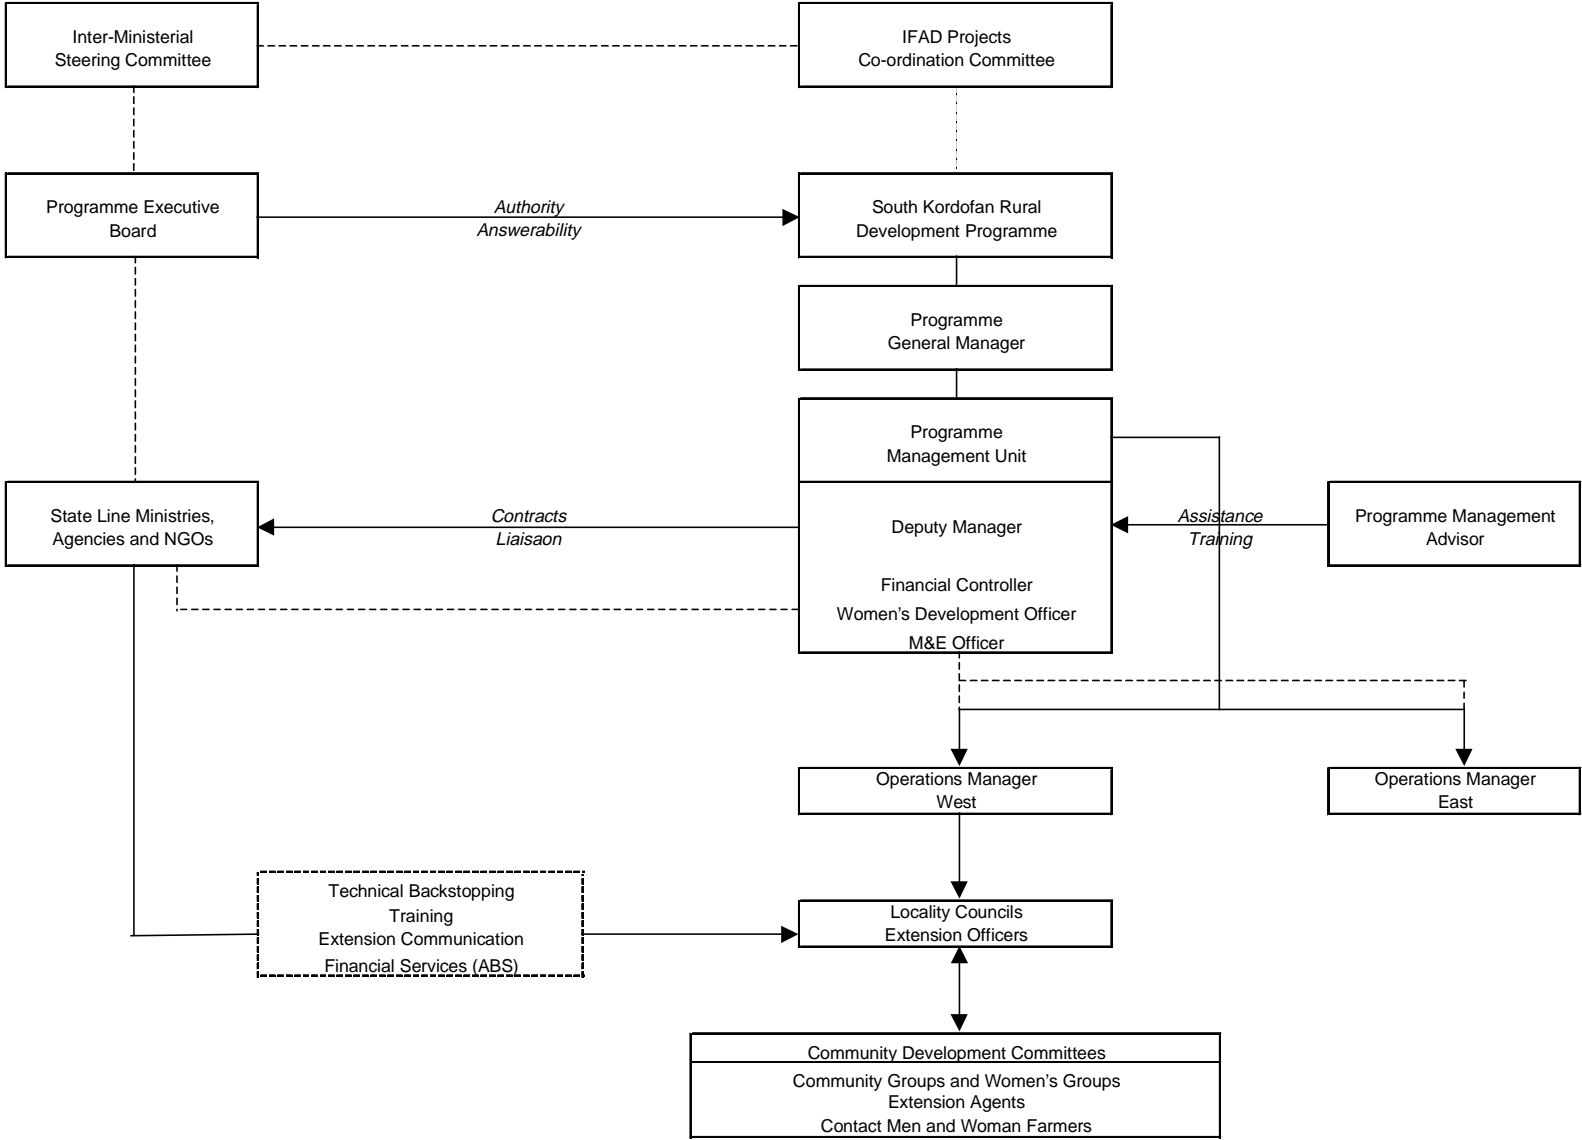 Inter-Ministerial
Steering Committee
IFAD Projects
Co-ordination Committee
Programme Executive
Board
Authority
Answerability
South Kordofan Rural
Development Programme
Programme
General Manager
Programme
Management Unit
State Line Ministries,
Agencies and NGOs
Contracts
Liaisaon
Deputy Manager
Financial Controller
Women's Development Officer
M&E Officer
Assistance
Training
Programme Management
Advisor
Operations Manager
West
Operations Manager
East
Technical Backstopping
Training
Extension Communication
Financial Services (ABS)
Locality Councils
Extension Officers
Community Development Committees
Community Groups and Women's Groups
Extension Agents
Contact Men and Woman Farmers